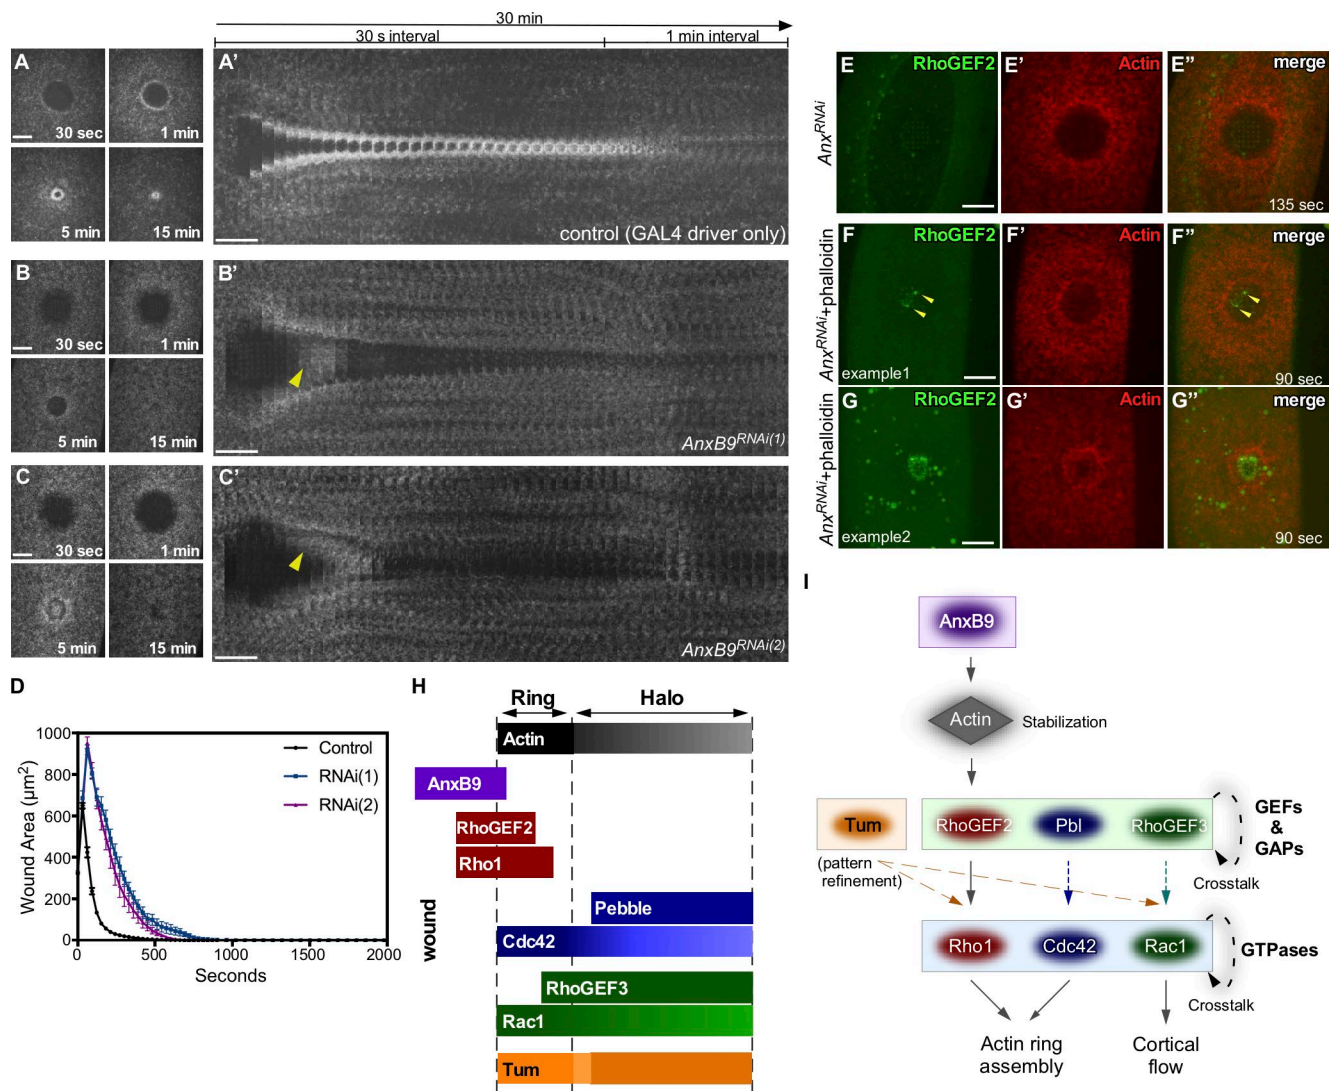 30 min
30 s interval
1 min interval
A
30 sec
1 min
5 min
15 min
A'
control (GAL4 driver only)
B
30 sec
1 min
5 min
15 min
B'
AnxB9RNAi(1)
C
30 sec
1 min
5 min
15 min
C'
AnxB9RNAi(2)
D
Wound Area (µm²)
1000
800
600
400
200
0
0
500
1000
1500
2000
Seconds
Control
RNAi(1)
RNAi(2)
E
RhoGEF2
E'
Actin
E"
merge
AnxRNAi
135 sec
F
RhoGEF2
F'
Actin
F"
merge
AnxRNAi+phalloidin
example1
90 sec
G
RhoGEF2
G'
Actin
G"
merge
AnxRNAi+phalloidin
example2
90 sec
H
Ring
Halo
Actin
AnxB9
RhoGEF2
Rho1
wound
Pebble
Cdc42
RhoGEF3
Rac1
Tum
I
AnxB9
Actin
Stabilization
Tum
RhoGEF2
Pbl
RhoGEF3
GEFs
&
GAPs
(pattern
refinement)
Crosstalk
Rho1
Cdc42
Rac1
GTPases
Crosstalk
Actin ring
assembly
Cortical
flow